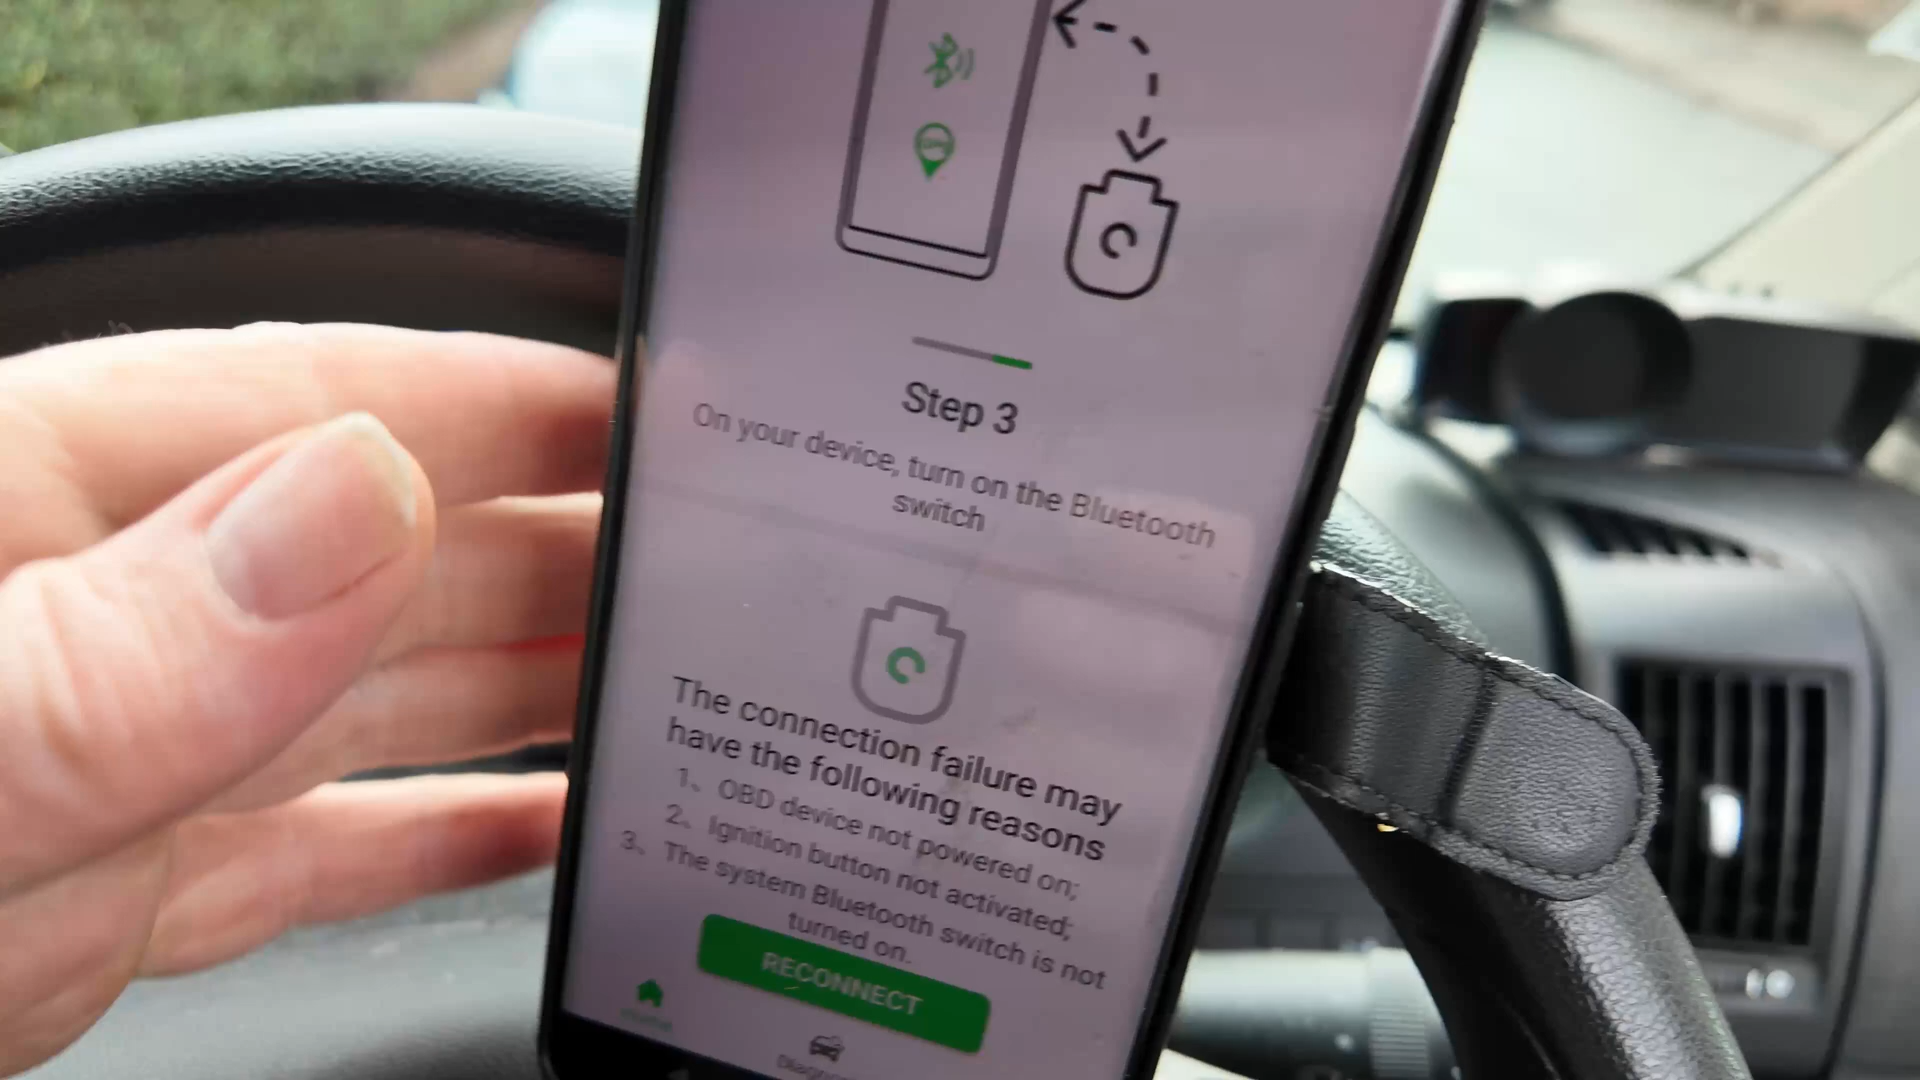 Step 3
On your device, turn on the Bluetooth
switch
The connection failure may
have the following reasons
1、OBD device not powered on;
2、Ignition button not activated;
3、The system Bluetooth switch is not
turned on.
RECONNECT